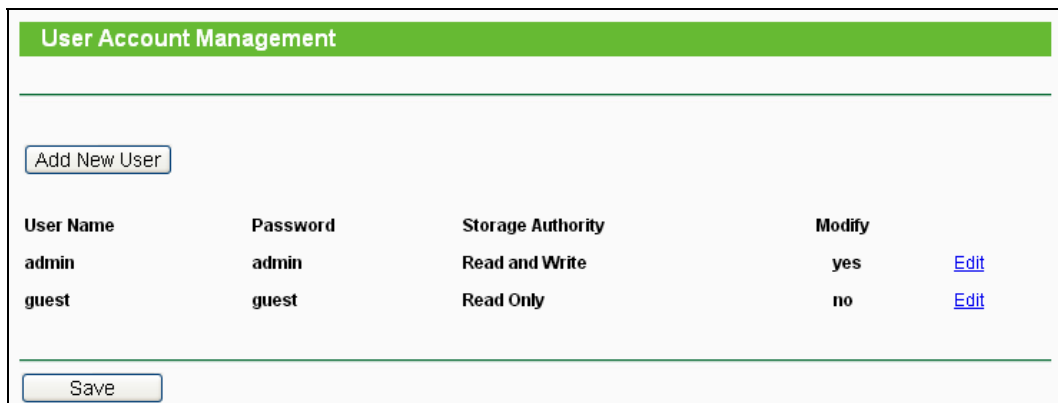 User Account Management
Add New User
User Name Password Storage Authority Modify
admin admin Read and Write yes Edit
guest guest Read Only no Edit
Save